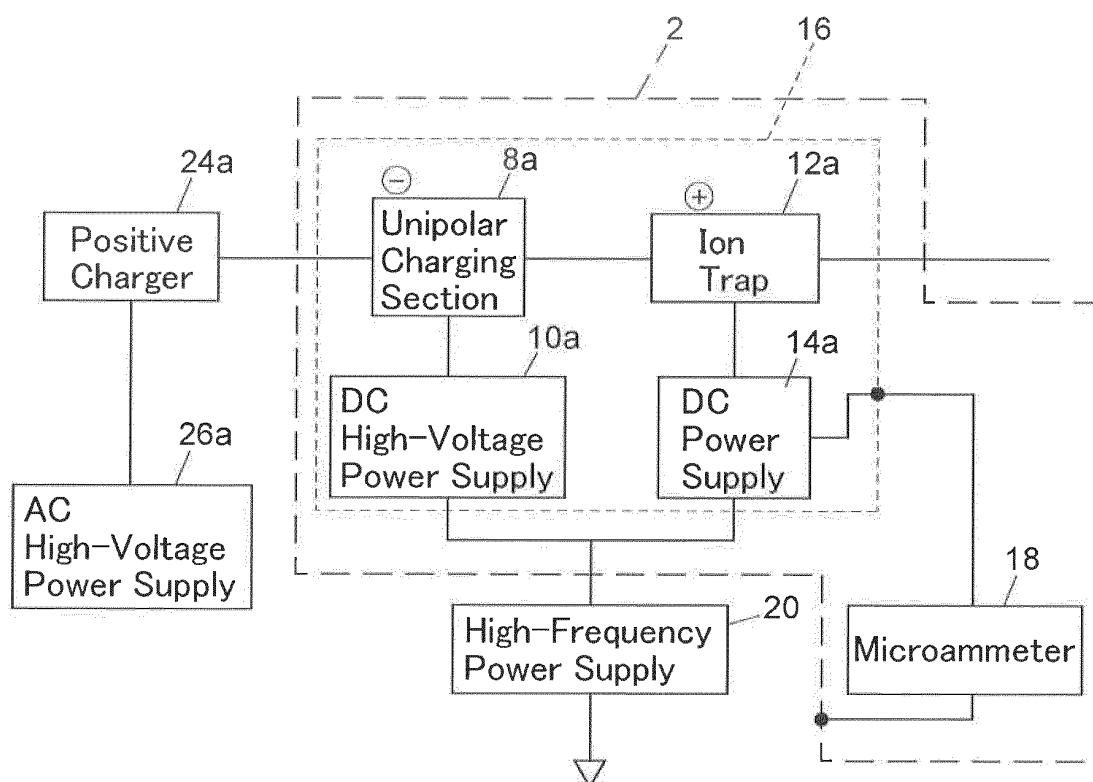 2
16
24a
8a
12a
⊖
⊕
Positive
Charger
Unipolar
Charging
Section
Ion
Trap
10a
14a
26a
DC
High-Voltage
Power Supply
DC
Power
Supply
AC
High-Voltage
Power Supply
20
18
High-Frequency
Power Supply
Microammeter